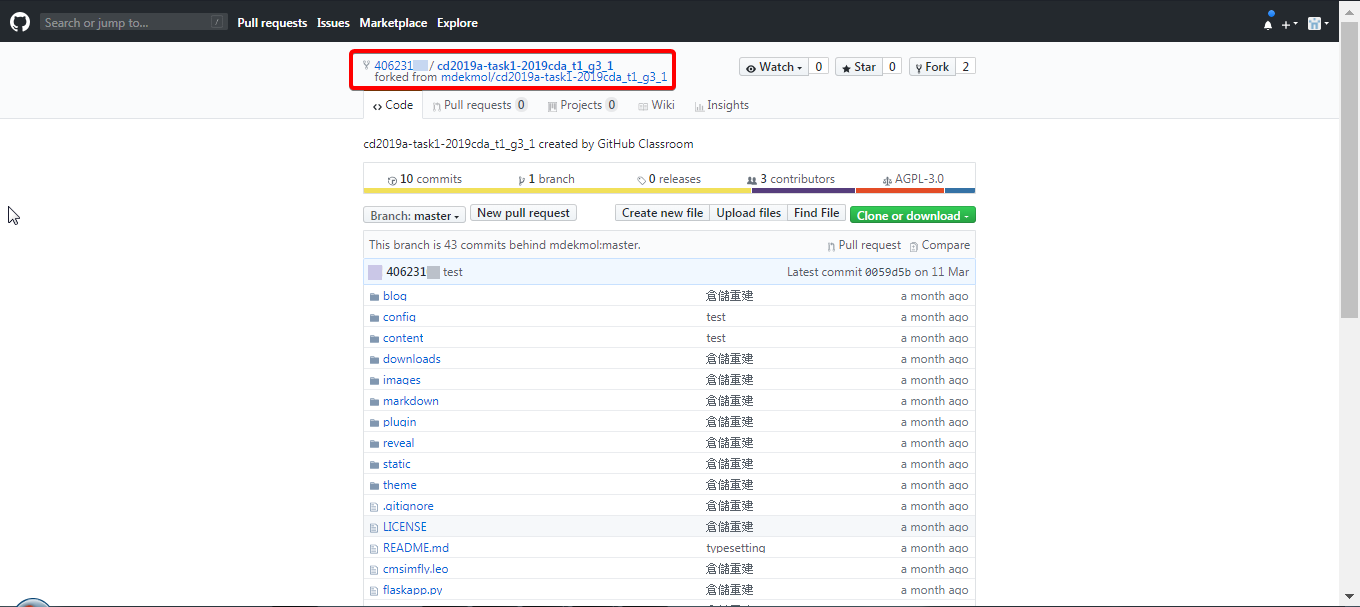 Search or jump to... / Pull requests Issues Marketplace Explore
406231 / cd2019a-task1-2019cda_t1_g3_1
forked from mdekmol/cd2019a-task1-2019cda_t1_g3_1
Watch 0 Star 0 Fork 2
Code Pull requests 0 Projects 0 Wiki Insights
cd2019a-task1-2019cda_t1_g3_1 created by GitHub Classroom
10 commits 1 branch 0 releases 3 contributors AGPL-3.0
Branch: master New pull request Create new file Upload files Find File Clone or download
This branch is 43 commits behind mdekmol:master. Pull request Compare
406231 test Latest commit 0059d5b on 11 Mar
blog 倉儲重建 a month ago
config test a month ago
content test a month ago
downloads 倉儲重建 a month ago
images 倉儲重建 a month ago
markdown 倉儲重建 a month ago
plugin 倉儲重建 a month ago
reveal 倉儲重建 a month ago
static 倉儲重建 a month ago
theme 倉儲重建 a month ago
.gitignore 倉儲重建 a month ago
LICENSE 倉儲重建 a month ago
README.md typesetting a month ago
cmsimfly.leo 倉儲重建 a month ago
flaskapp.py 倉儲重建 a month ago